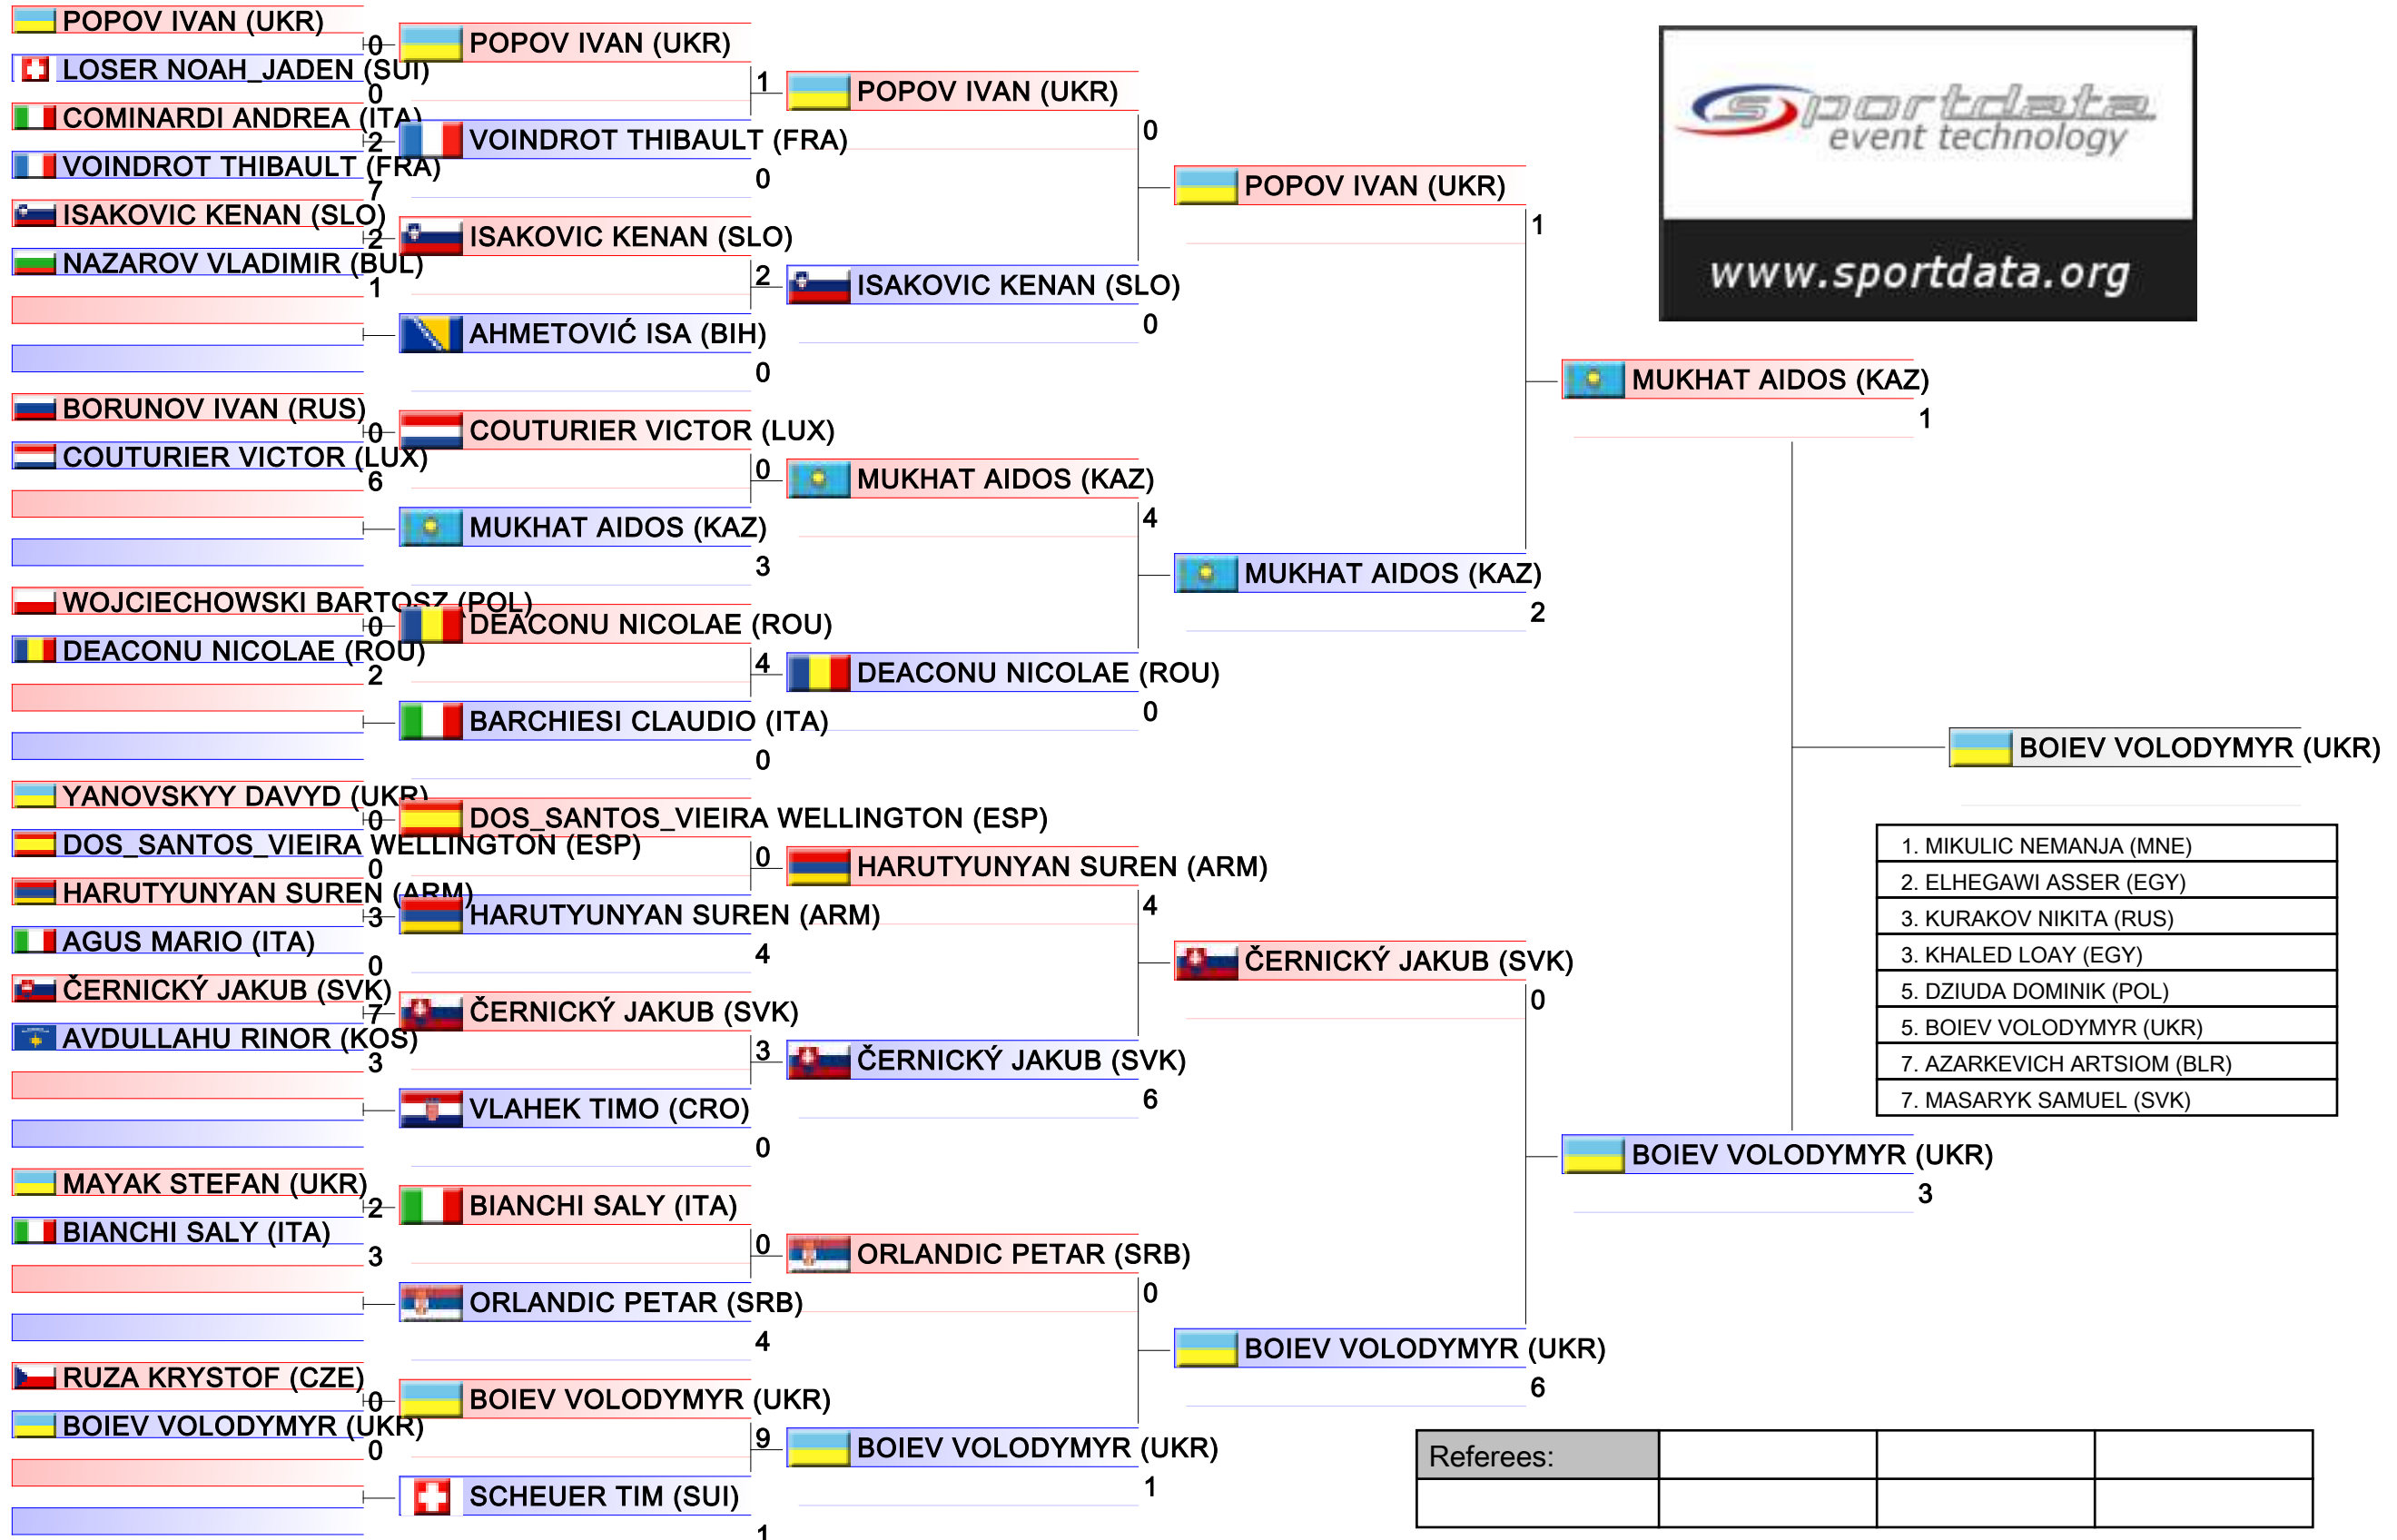 POPOV IVAN (UKR)
0
LOSER NOAH_JADEN (SUI)
0
COMINARDI ANDREA (ITA)
2
VOINDROT THIBAULT (FRA)
7
ISAKOVIC KENAN (SLO)
2
NAZAROV VLADIMIR (BUL)
1
BORUNOV IVAN (RUS)
0
COUTURIER VICTOR (LUX)
6
WOJCIECHOWSKI BARTOSZ (POL)
0
DEACONU NICOLAE (ROU)
2
YANOVSKYY DAVYD (UKR)
0
DOS_SANTOS_VIEIRA WELLINGTON (ESP)
0
HARUTYUNYAN SUREN (ARM)
3
AGUS MARIO (ITA)
0
ČERNICKÝ JAKUB (SVK)
7
AVDULLAHU RINOR (KOS)
3
MAYAK STEFAN (UKR)
2
BIANCHI SALY (ITA)
3
RUZA KRYSTOF (CZE)
0
BOIEV VOLODYMYR (UKR)
0
POPOV IVAN (UKR)
1
VOINDROT THIBAULT (FRA)
0
ISAKOVIC KENAN (SLO)
2
AHMETOVIĆ ISA (BIH)
0
COUTURIER VICTOR (LUX)
0
MUKHAT AIDOS (KAZ)
3
DEACONU NICOLAE (ROU)
4
BARCHIESI CLAUDIO (ITA)
0
DOS_SANTOS_VIEIRA WELLINGTON (ESP)
0
HARUTYUNYAN SUREN (ARM)
4
ČERNICKÝ JAKUB (SVK)
3
VLAHEK TIMO (CRO)
0
BIANCHI SALY (ITA)
0
ORLANDIC PETAR (SRB)
4
BOIEV VOLODYMYR (UKR)
9
SCHEUER TIM (SUI)
1
POPOV IVAN (UKR)
0
ISAKOVIC KENAN (SLO)
0
MUKHAT AIDOS (KAZ)
4
DEACONU NICOLAE (ROU)
0
HARUTYUNYAN SUREN (ARM)
4
ČERNICKÝ JAKUB (SVK)
6
ORLANDIC PETAR (SRB)
0
BOIEV VOLODYMYR (UKR)
1
POPOV IVAN (UKR)
1
MUKHAT AIDOS (KAZ)
2
ČERNICKÝ JAKUB (SVK)
0
BOIEV VOLODYMYR (UKR)
6
MUKHAT AIDOS (KAZ)
1
BOIEV VOLODYMYR (UKR)
3
BOIEV VOLODYMYR (UKR)
sportdata
event technology
www.sportdata.org
1. MIKULIC NEMANJA (MNE)
2. ELHEGAWI ASSER (EGY)
3. KURAKOV NIKITA (RUS)
3. KHALED LOAY (EGY)
5. DZIUDA DOMINIK (POL)
5. BOIEV VOLODYMYR (UKR)
7. AZARKEVICH ARTSIOM (BLR)
7. MASARYK SAMUEL (SVK)
Referees: